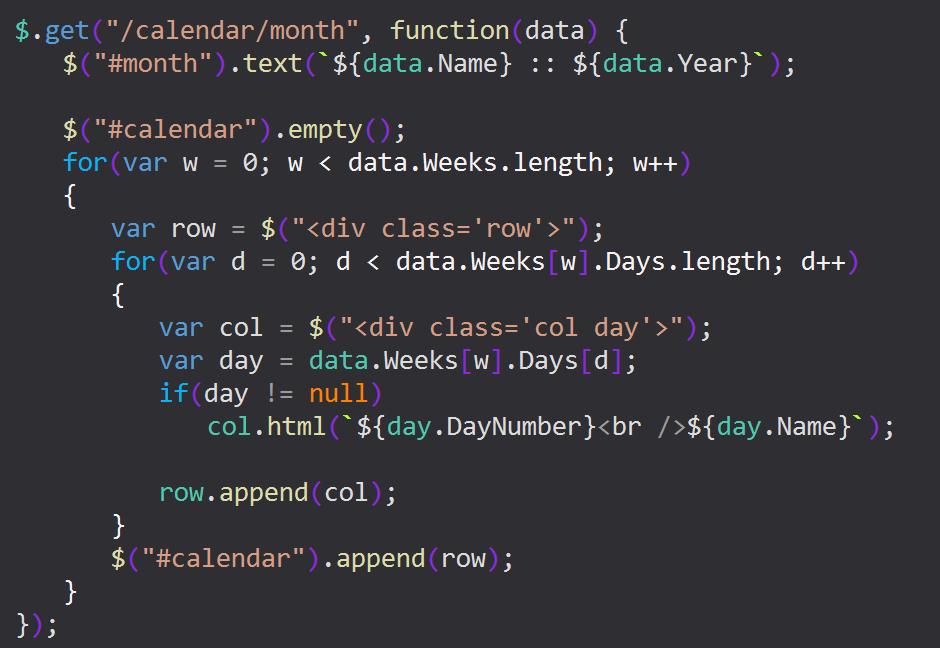 $.get("/calendar/month", function(data) {
$("#month").text(`${data.Name} :: ${data.Year}`);
$("#calendar").empty();
for(var w = 0; w < data.Weeks.length; w++)
{
var row = $("<div class='row'>");
for(var d = 0; d < data.Weeks[w].Days.length; d++)
{
var col = $("<div class='col day'>");
var day = data.Weeks[w].Days[d];
if(day != null)
col.html(`${day.DayNumber}<br />${day.Name}`);
row.append(col);
}
$("#calendar").append(row);
}
});